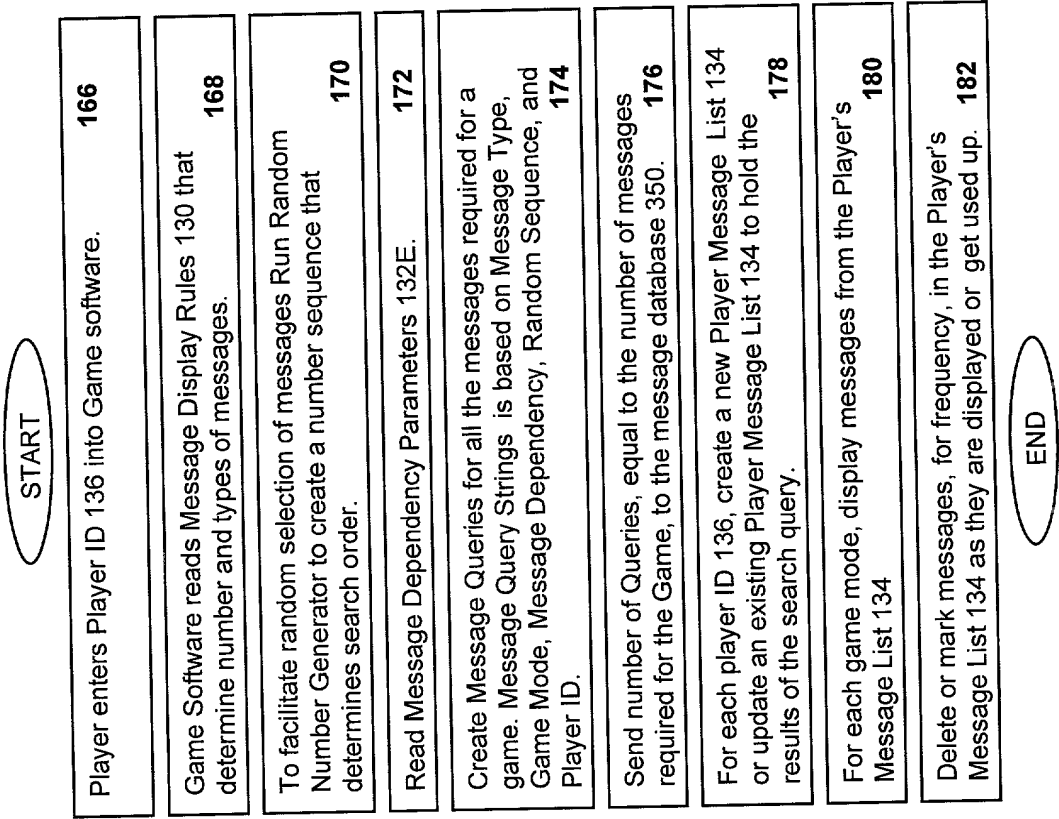 START
Player enters Player ID 136 into Game software. 166
Game Software reads Message Display Rules 130 that
determine number and types of messages. 168
To facilitate random selection of messages Run Random
Number Generator to create a number sequence that
determines search order. 170
Read Message Dependency Parameters 132E. 172
Create Message Queries for all the messages required for a
game. Message Query Strings is based on Message Type,
Game Mode, Message Dependency, Random Sequence, and
Player ID. 174
Send number of Queries, equal to the number of messages
required for the Game, to the message database 350. 176
For each player ID 136, create a new Player Message List 134
or update an existing Player Message List 134 to hold the
results of the search query. 178
For each game mode, display messages from the Player's
Message List 134 180
Delete or mark messages, for frequency, in the Player's
Message List 134 as they are displayed or get used up. 182
END